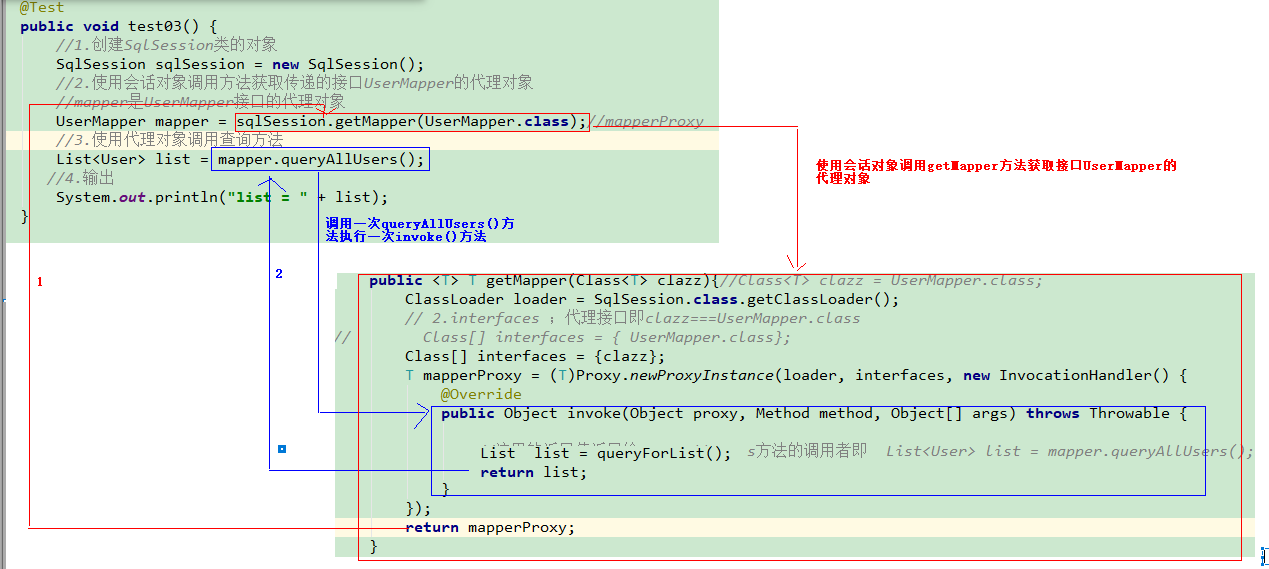 @Test
public void test03() {
//1.创建SqlSession类的对象
SqlSession sqlSession = new SqlSession();
//2.使用会话对象调用方法获取传递的接口UserMapper的代理对象
//mapper是UserMapper接口的代理对象
UserMapper mapper = sqlSession.getMapper(UserMapper.class);//mapperProxy
//3.使用代理对象调用查询方法
List<User> list = mapper.queryAllUsers();
//4.输出
System.out.println("list = " + list);
}
使用会话对象调用getMapper方法获取接口UserMapper的
代理对象
调用一次queryAllUsers()方
法执行一次invoke()方法
1
2
public <T> T getMapper(Class<T> clazz){//Class<T> clazz = UserMapper.class;
ClassLoader loader = SqlSession.class.getClassLoader();
// 2.interfaces ；代理接口即clazz===UserMapper.class
// Class[] interfaces = { UserMapper.class};
Class[] interfaces = {clazz};
T mapperProxy = (T)Proxy.newProxyInstance(loader, interfaces, new InvocationHandler() {
@Override
public Object invoke(Object proxy, Method method, Object[] args) throws Throwable {
List list = queryForList(); s方法的调用者即 List<User> list = mapper.queryAllUsers();
return list;
}
});
return mapperProxy;
}